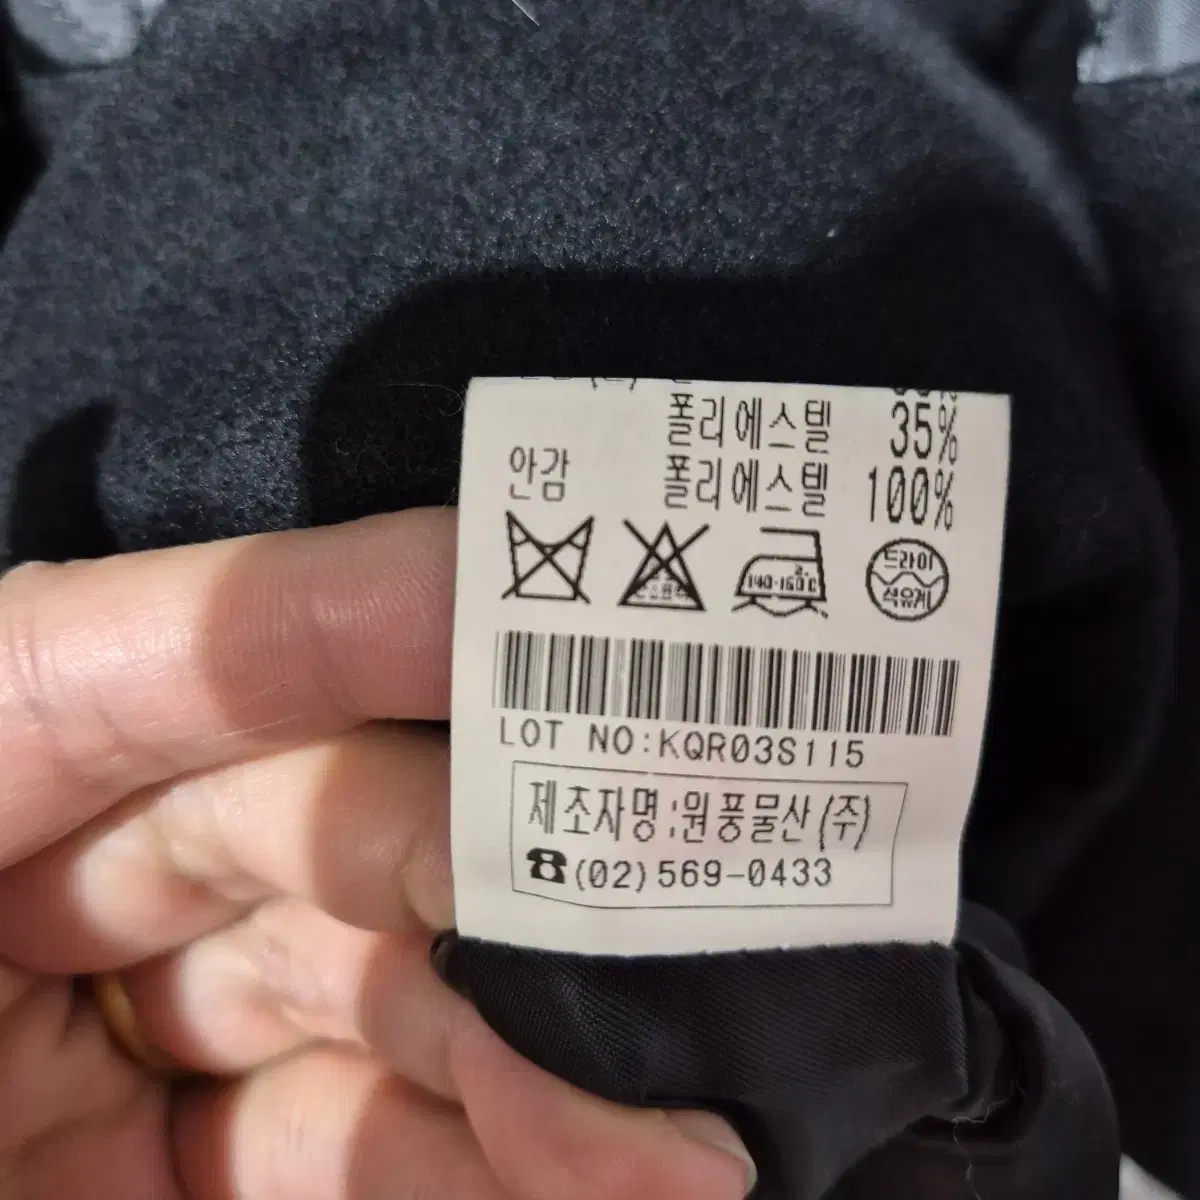 폴리에스텔 35%
안감 폴리에스텔 100%
140-160℃
드라이
석유계
LOT NO:KQR03S115
제조자명:원풍물산(주)
☎(02)569-0433